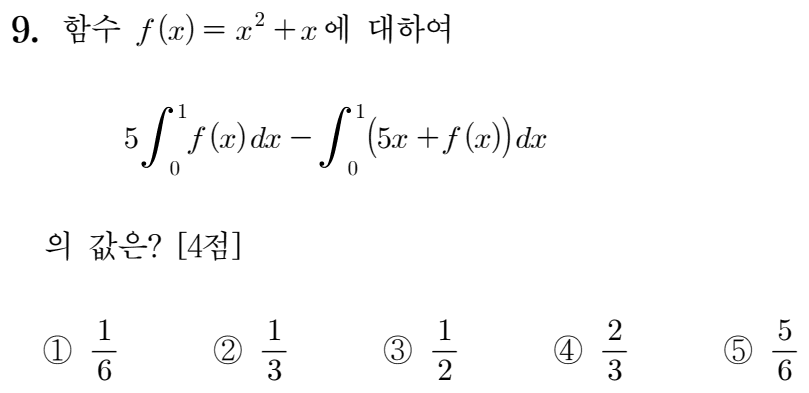 9. 함수 f(x) = x² + x에 대하여
5∫₀¹ f(x)dx − ∫₀¹ (5x + f(x))dx
의 값은? [4점]
① 1/6 ② 1/3 ③ 1/2 ④ 2/3 ⑤ 5/6